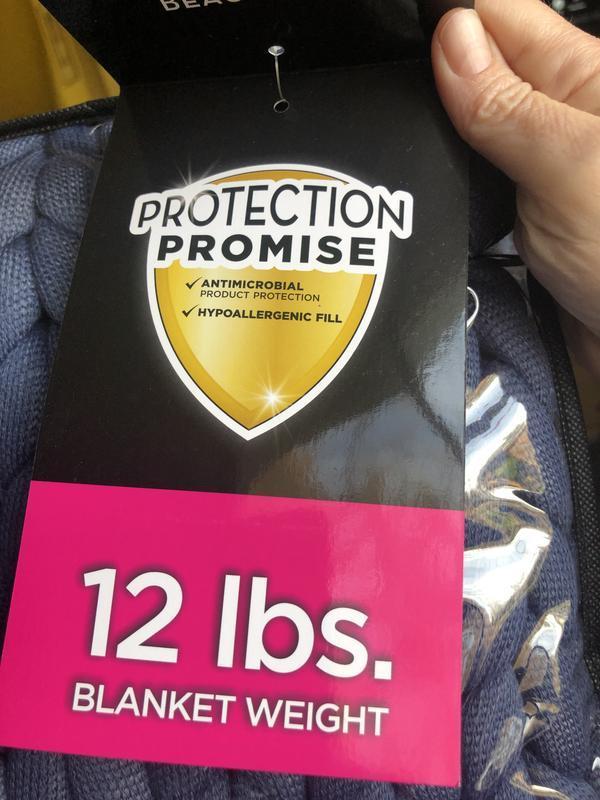 PROTECTION
PROMISE
ANTIMICROBIAL
PRODUCT PROTECTION
HYPOALLERGENIC FILL
12 lbs.
BLANKET WEIGHT